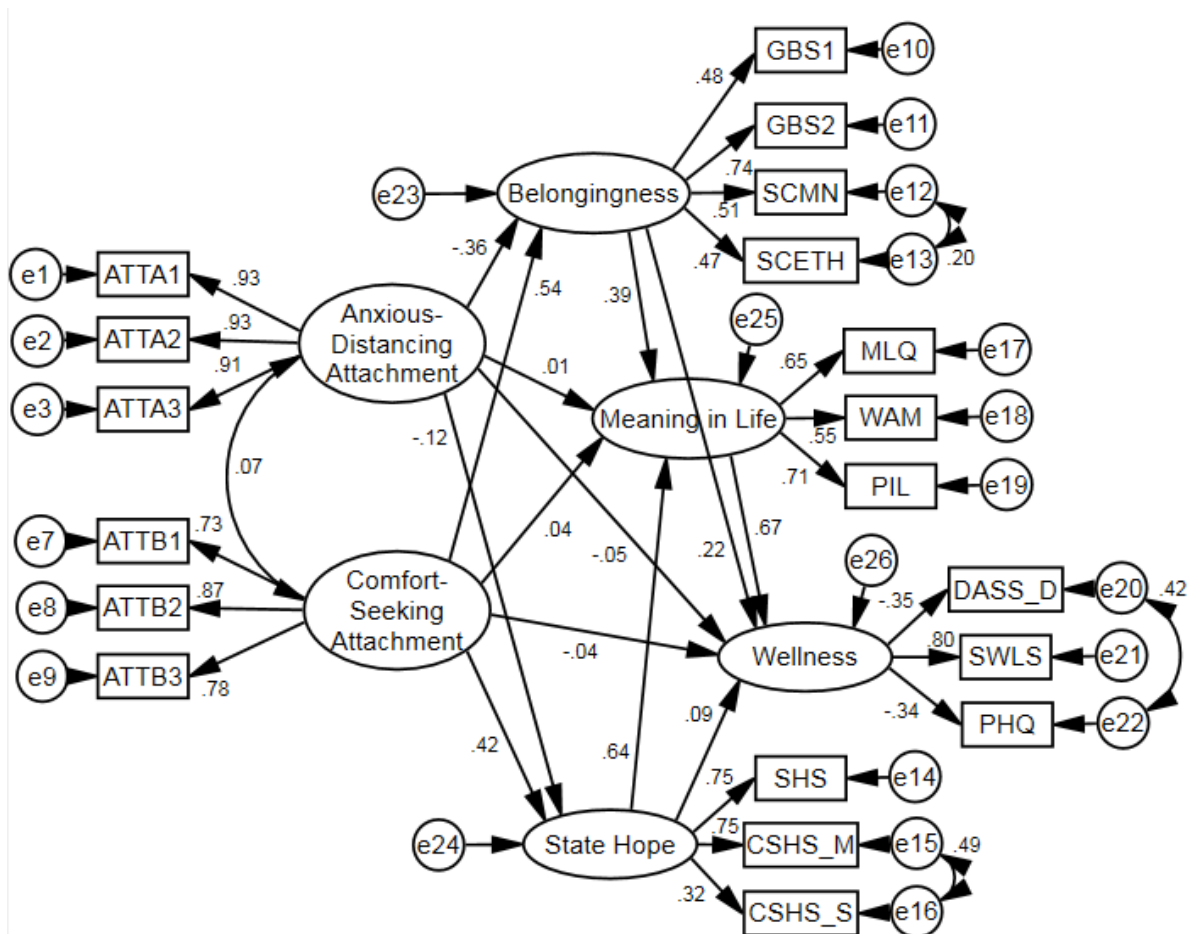 GBS1
e10
.48
GBS2
e11
.74
e23
Belongingness
SCMN
e12
.51
-.36
SCETH
e13
.47
.20
e1
ATTA1
.93
.54
.39
e25
e2
ATTA2
.93
Anxious-
Distancing
Attachment
MLQ
e17
.65
e3
ATTA3
.91
.01
Meaning in Life
WAM
e18
.55
-.12
PIL
e19
.71
.07
e7
ATTB1
.73
.04
-.05
.22
.67
e26
e8
ATTB2
.87
Comfort-
Seeking
Attachment
DASS_D
e20
.42
-.35
e9
ATTB3
.78
-.04
Wellness
SWLS
e21
.80
PHQ
e22
-.34
.09
.42
.64
SHS
e14
.75
e24
State Hope
CSHS_M
e15
.75
.49
CSHS_S
e16
.32